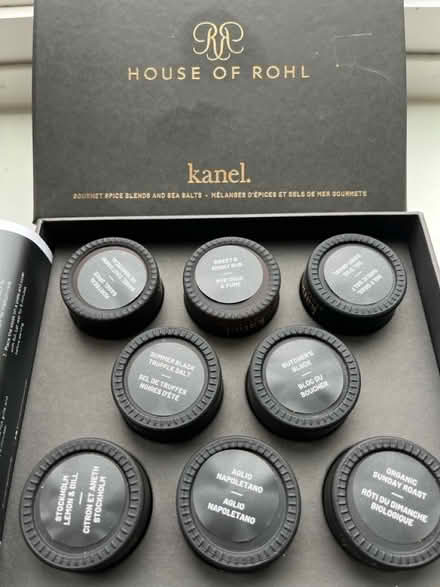 RR
HOUSE OF ROHL
kanel.
GOURMET SPICE BLENDS AND SEA SALTS • MÉLANGES D'ÉPICES ET SELS DE MER GOURMETS
SWEET &
SMOKY RUB
SUMMER BLACK
TRUFFLE SALT
SEL DE TRUFFES
NOIRES D'ÉTÉ
BUTCHER'S
BLOCK
BLOC DU
BOUCHER
STOCKHOLM
LEMON & DILL
CITRON ET ANETH
STOCKHOLM
AGLIO
NAPOLETANO
AGLIO
NAPOLETANO
ORGANIC
SUNDAY ROAST
RÔTI DU DIMANCHE
BIOLOGIQUE